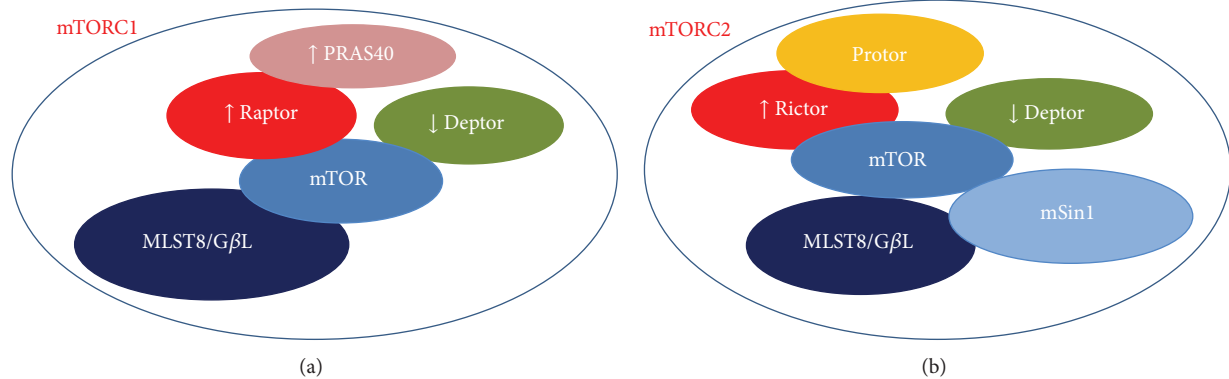 mTORC1
↑ PRAS40
↑ Raptor
↓ Deptor
mTOR
MLST8/GβL
(a)
mTORC2
Protor
↑ Rictor
↓ Deptor
mTOR
mSin1
MLST8/GβL
(b)